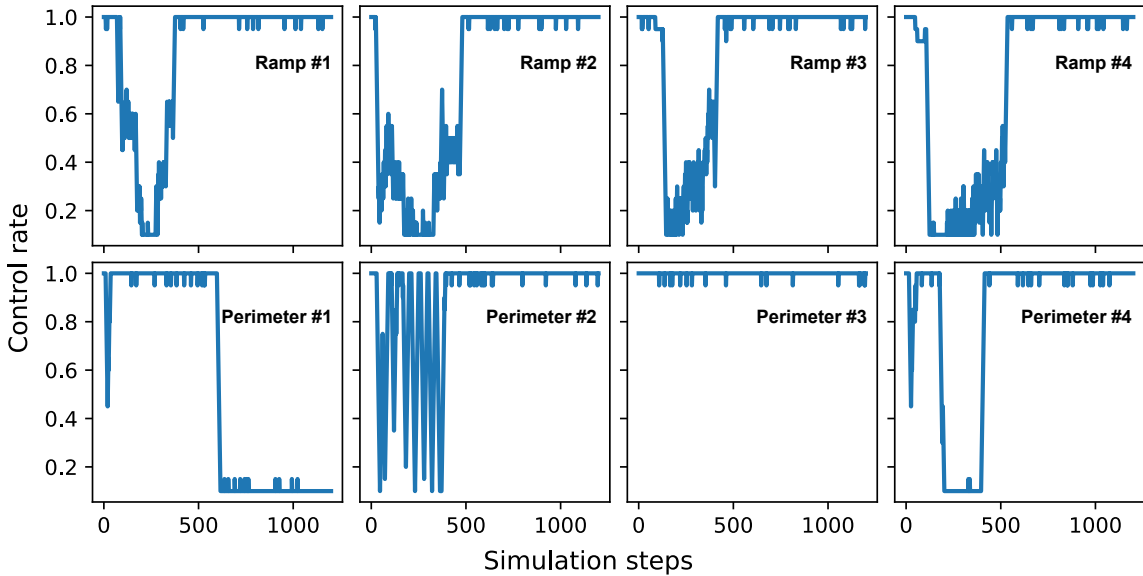 1.0
0.8
0.6
0.4
0.2
Ramp #1
Ramp #2
Ramp #3
Ramp #4
Control rate
1.0
0.8
0.6
0.4
0.2
Perimeter #1
Perimeter #2
Perimeter #3
Perimeter #4
0 500 1000
0 500 1000
0 500 1000
0 500 1000
Simulation steps